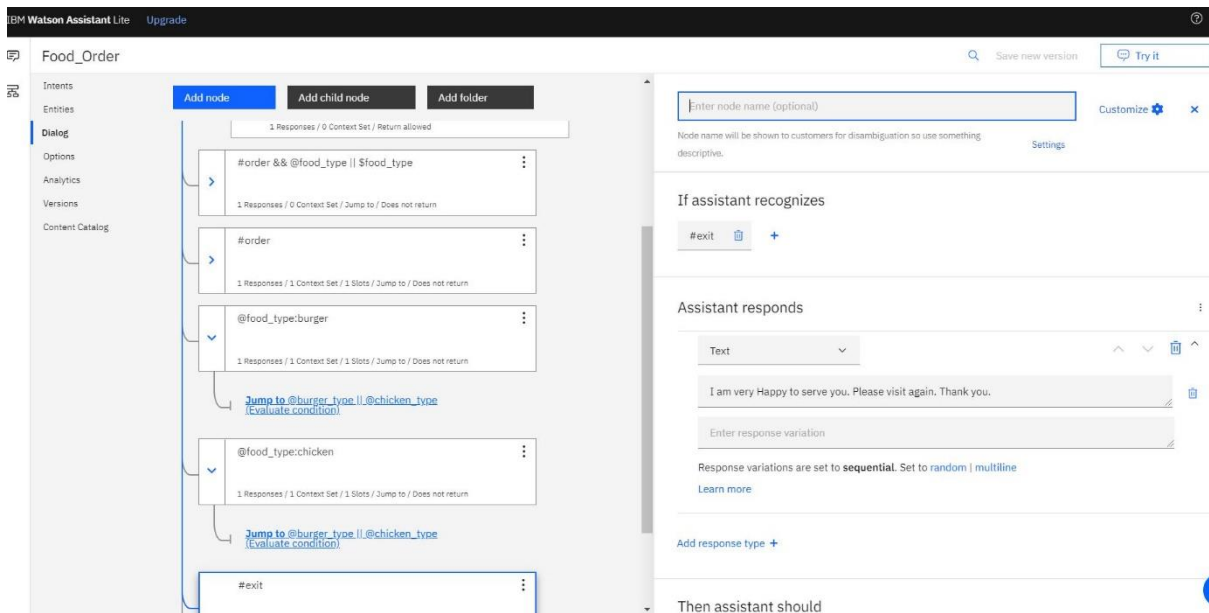 IBM Watson Assistant Lite Upgrade
Food_Order
Save new version
Try it
Intents
Entities
Dialog
Options
Analytics
Versions
Content Catalog
Add node
Add child node
Add folder
1 Responses / 0 Context Set / Return allowed
#order && @food_type || $food_type
1 Responses / 0 Context Set / Jump to / Does not return
#order
1 Responses / 1 Context Set / 1 Slots / Jump to / Does not return
@food_type:burger
1 Responses / 1 Context Set / 1 Slots / Jump to / Does not return
Jump to @burger_type || @chicken_type
(Evaluate condition)
@food_type:chicken
1 Responses / 1 Context Set / 1 Slots / Jump to / Does not return
Jump to @burger_type || @chicken_type
(Evaluate condition)
#exit
Enter node name (optional)
Customize
Node name will be shown to customers for disambiguation so use something
descriptive.
Settings
If assistant recognizes
#exit
Assistant responds
Text
I am very Happy to serve you. Please visit again. Thank you.
Enter response variation
Response variations are set to sequential. Set to random | multiline
Learn more
Add response type +
Then assistant should